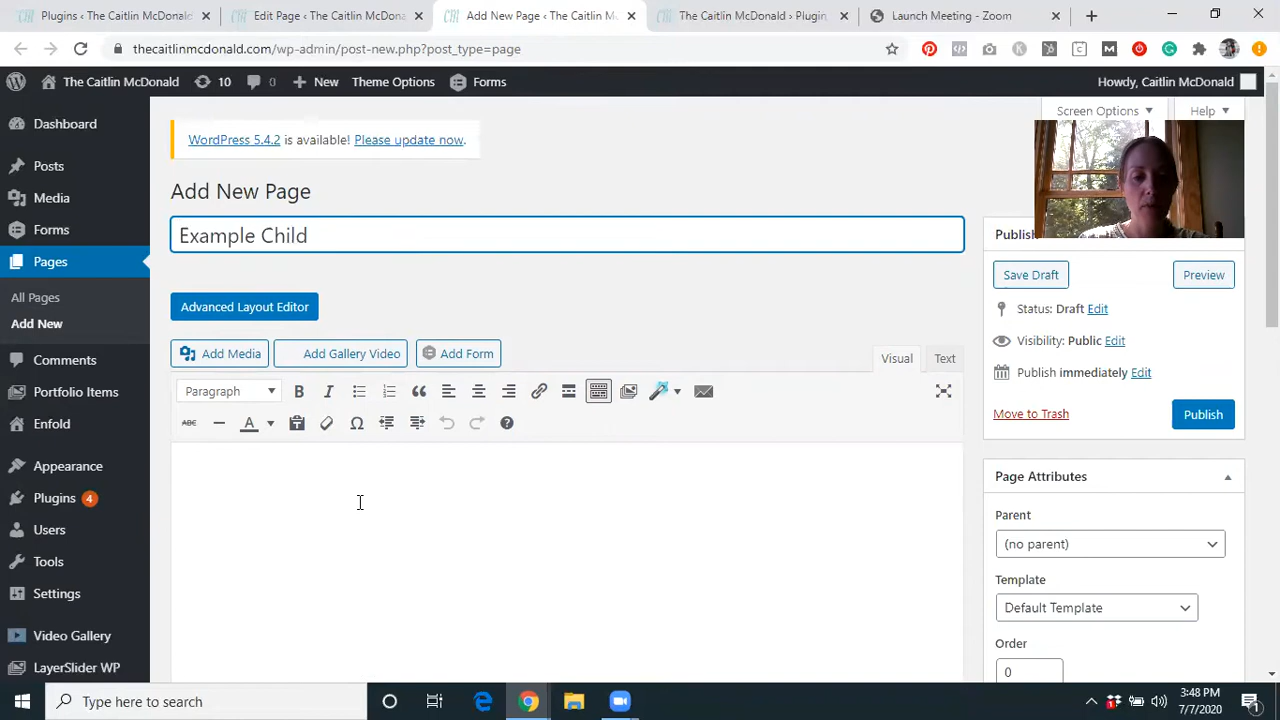 Plugins ‹ The Caitlin McDonald
Edit Page ‹ The Caitlin McDona
Add New Page ‹ The Caitlin M
The Caitlin McDonald › Plugin
Launch Meeting - Zoom
thecaitlinmcdonald.com/wp-admin/post-new.php?post_type=page
The Caitlin McDonald
10
0
New
Theme Options
Forms
Howdy, Caitlin McDonald
Screen Options
Help
Dashboard
Posts
Media
Forms
Pages
All Pages
Add New
Comments
Portfolio Items
Enfold
Appearance
Plugins 4
Users
Tools
Settings
Video Gallery
LayerSlider WP
WordPress 5.4.2 is available! Please update now.
Add New Page
Example Child
Advanced Layout Editor
Add Media
Add Gallery Video
Add Form
Visual
Text
Paragraph
B
I
ABC
A
Publis
Save Draft
Preview
Status: Draft Edit
Visibility: Public Edit
Publish immediately Edit
Move to Trash
Publish
Page Attributes
Parent
(no parent)
Template
Default Template
Order
0
Type here to search
3:48 PM
7/7/2020